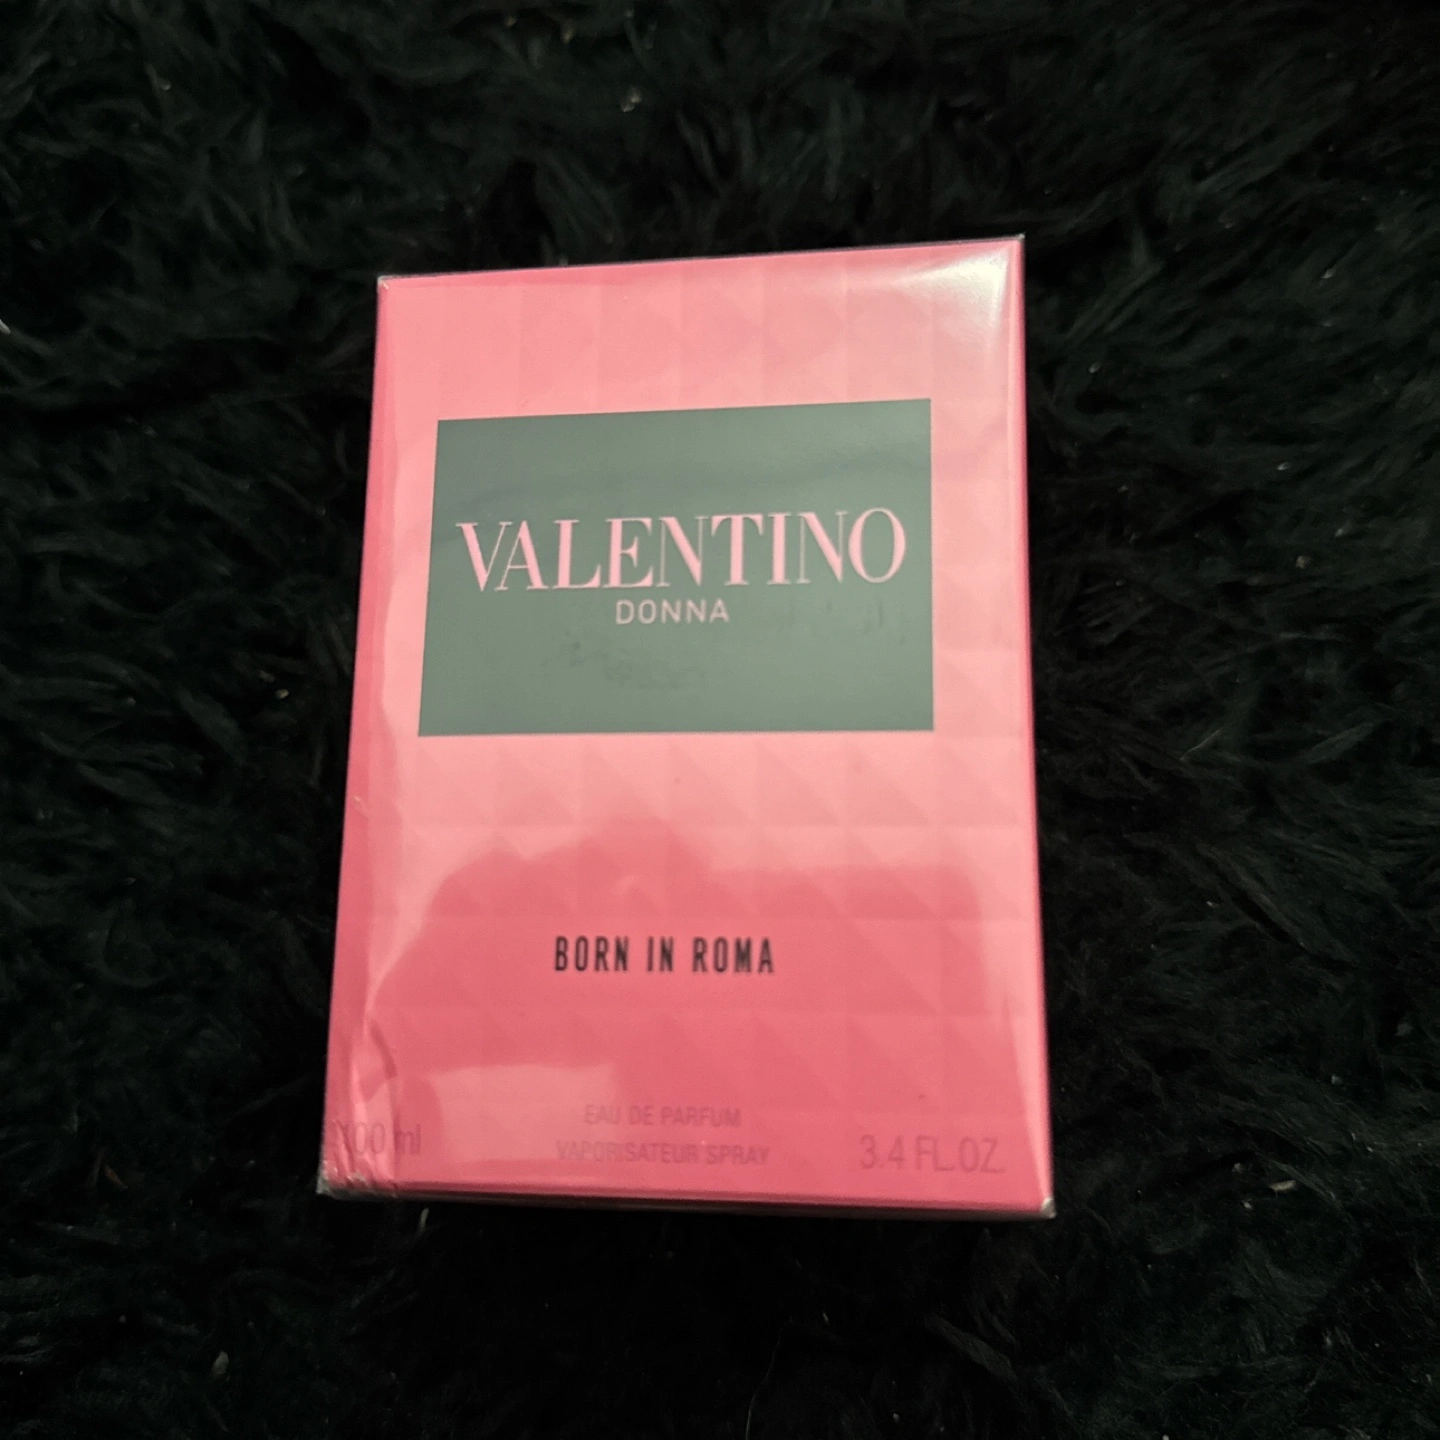 VALENTINO
DONNA
BORN IN ROMA
EAU DE PARFUM
100 ml VAPORISATEUR SPRAY 3.4 FL.OZ.